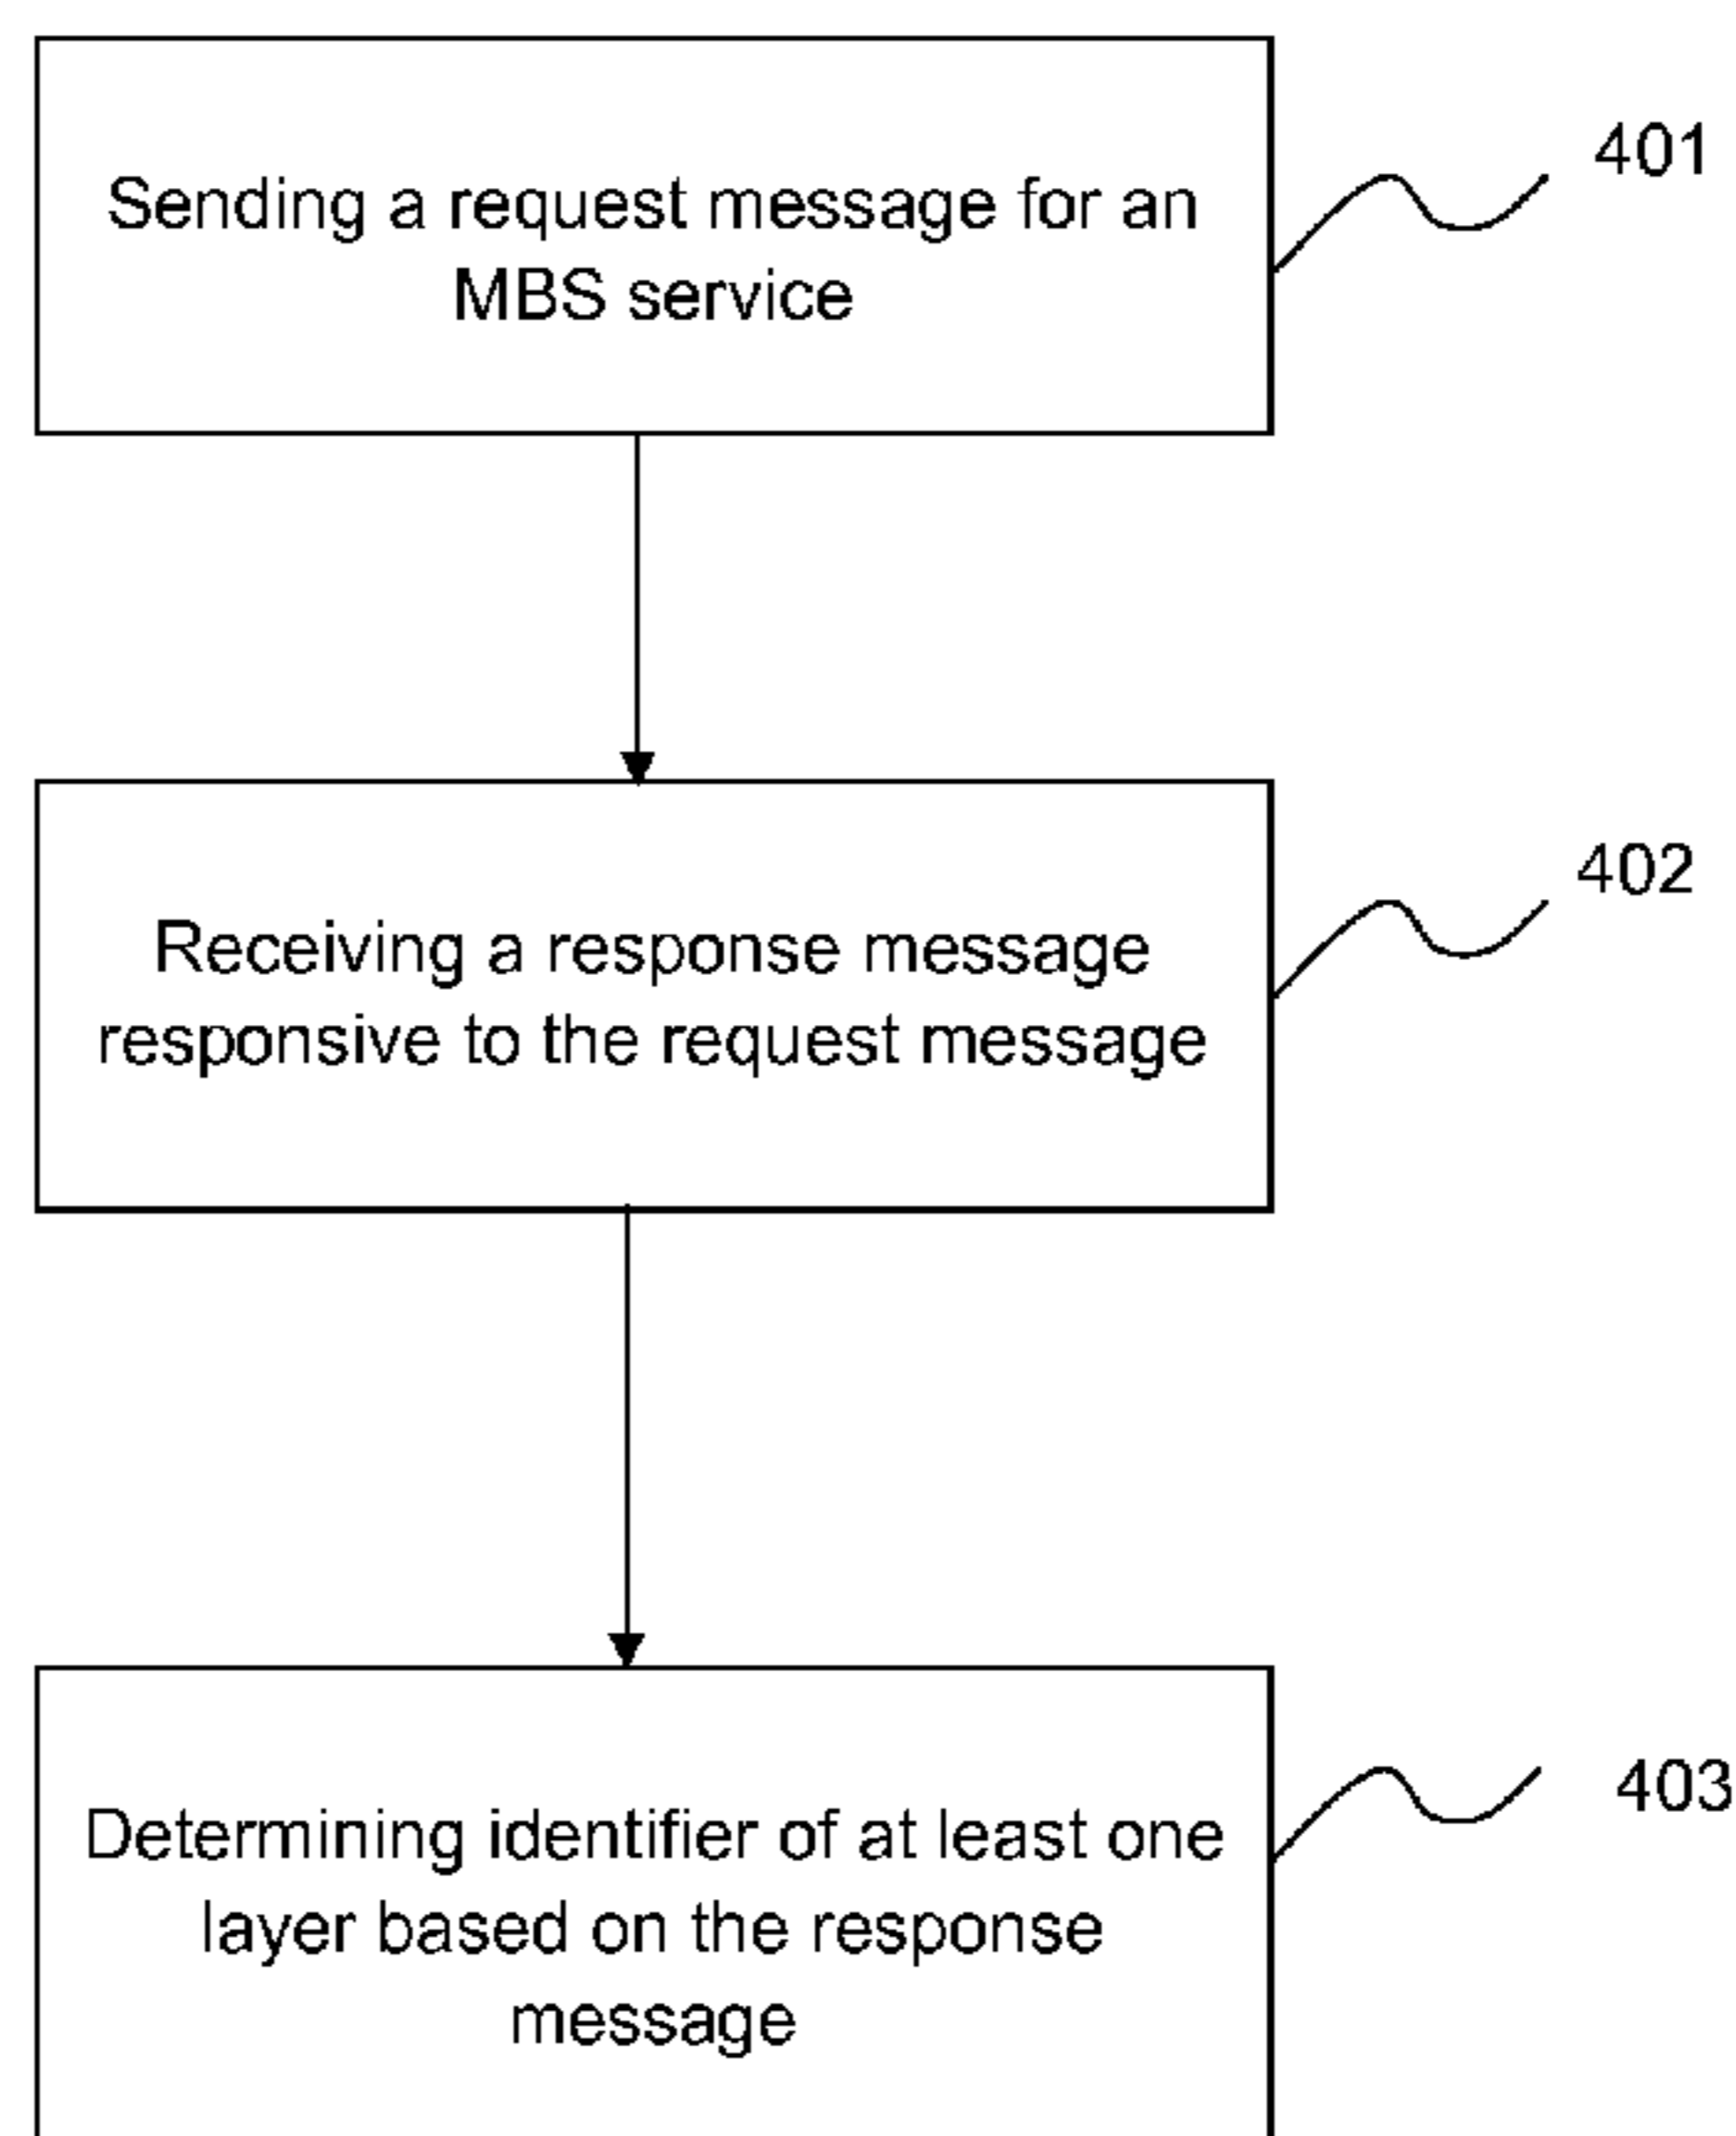 401
Sending a request message for an
MBS service
402
Receiving a response message
responsive to the request message
403
Determining identifier of at least one
layer based on the response
message